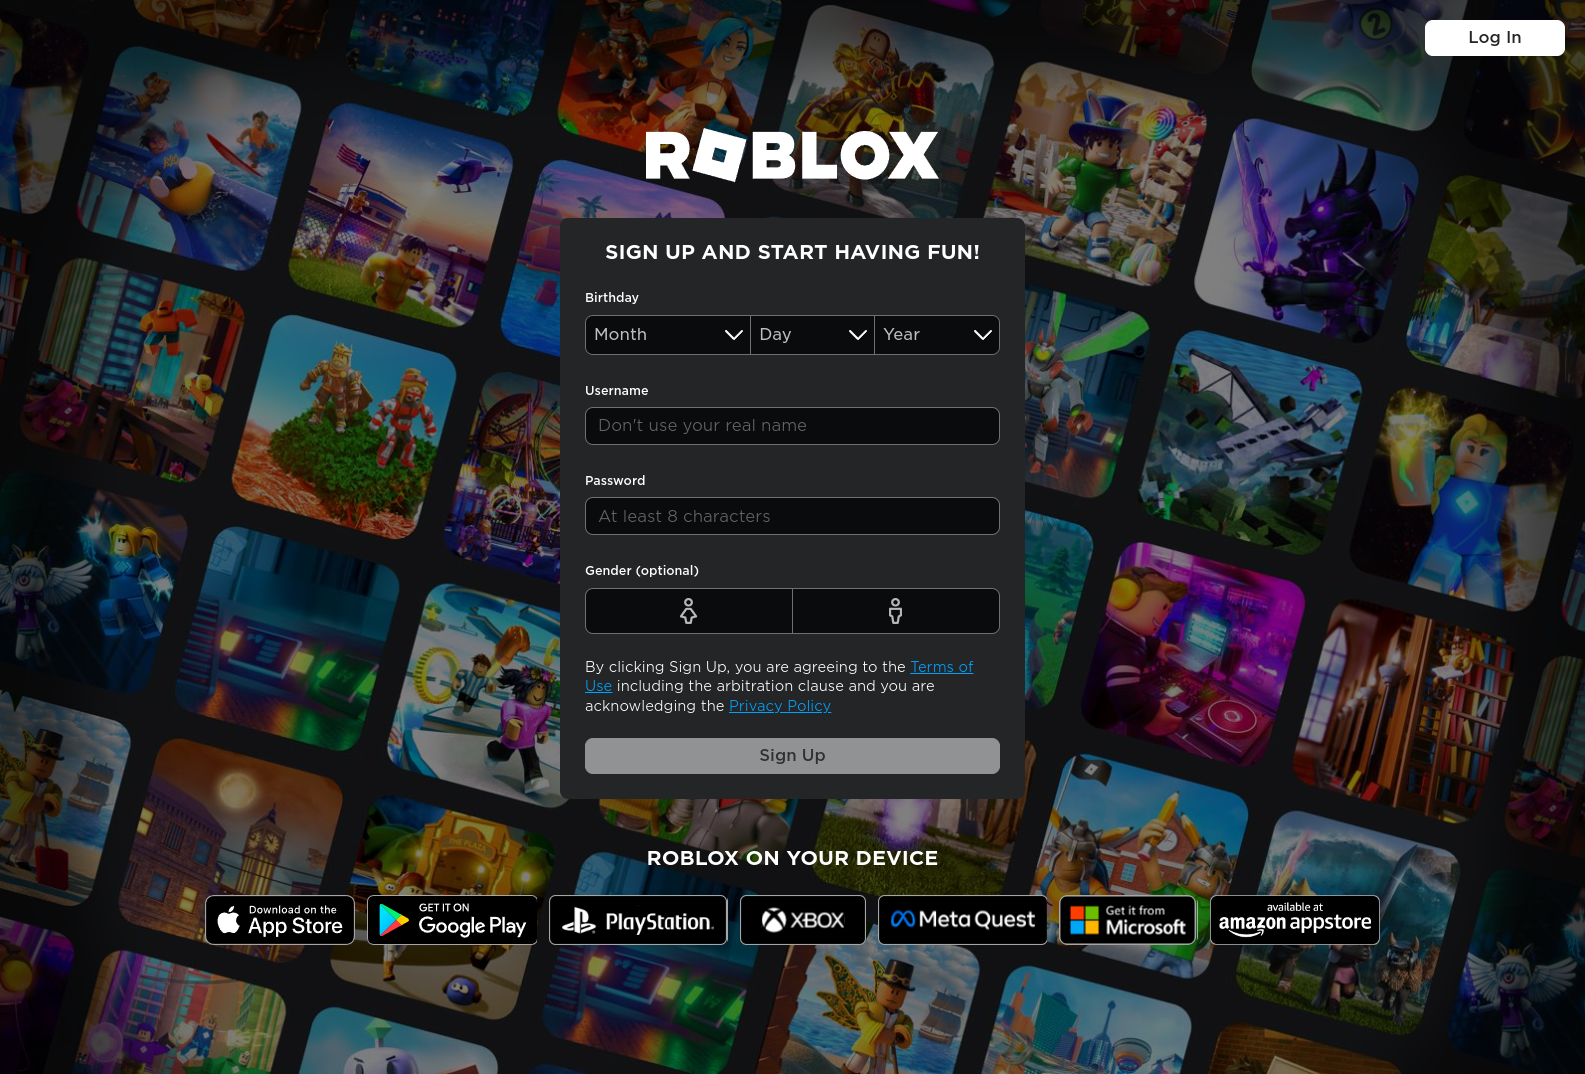 Log In
ROBLOX
SIGN UP AND START HAVING FUN!
Birthday
Month
Day
Year
Username
Don't use your real name
Password
At least 8 characters
Gender (optional)
By clicking Sign Up, you are agreeing to the Terms of
Use including the arbitration clause and you are
acknowledging the Privacy Policy
Sign Up
ROBLOX ON YOUR DEVICE
Download on the
App Store
GET IT ON
Google Play
PlayStation.
XBOX
Meta Quest
Get it from
Microsoft
available at
amazon appstore
2
THE PLAZA